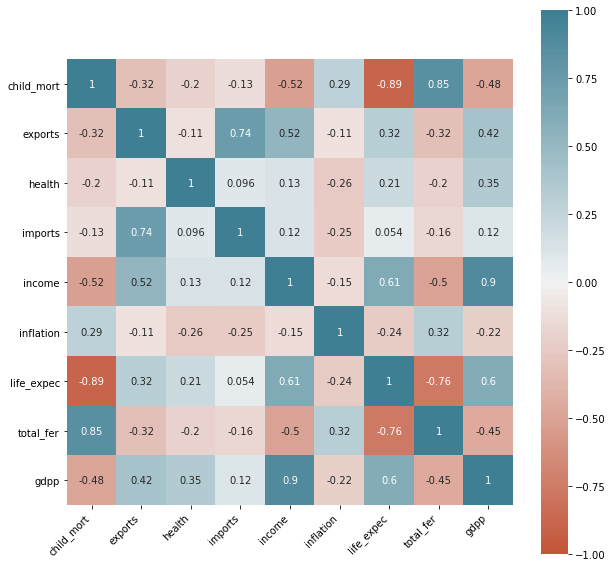 child_mort 1 -0.32 -0.2 -0.13 -0.52 0.29 -0.89 0.85 -0.48
exports -0.32 1 -0.11 0.74 0.52 -0.11 0.32 -0.32 0.42
health -0.2 -0.11 1 0.096 0.13 -0.26 0.21 -0.2 0.35
imports -0.13 0.74 0.096 1 0.12 -0.25 0.054 -0.16 0.12
income -0.52 0.52 0.13 0.12 1 -0.15 0.61 -0.5 0.9
inflation 0.29 -0.11 -0.26 -0.25 -0.15 1 -0.24 0.32 -0.22
life_expec -0.89 0.32 0.21 0.054 0.61 -0.24 1 -0.76 0.6
total_fer 0.85 -0.32 -0.2 -0.16 -0.5 0.32 -0.76 1 -0.45
gdpp -0.48 0.42 0.35 0.12 0.9 -0.22 0.6 -0.45 1
child_mort exports health imports income inflation life_expec total_fer gdpp
1.00
0.75
0.50
0.25
0.00
-0.25
-0.50
-0.75
-1.00